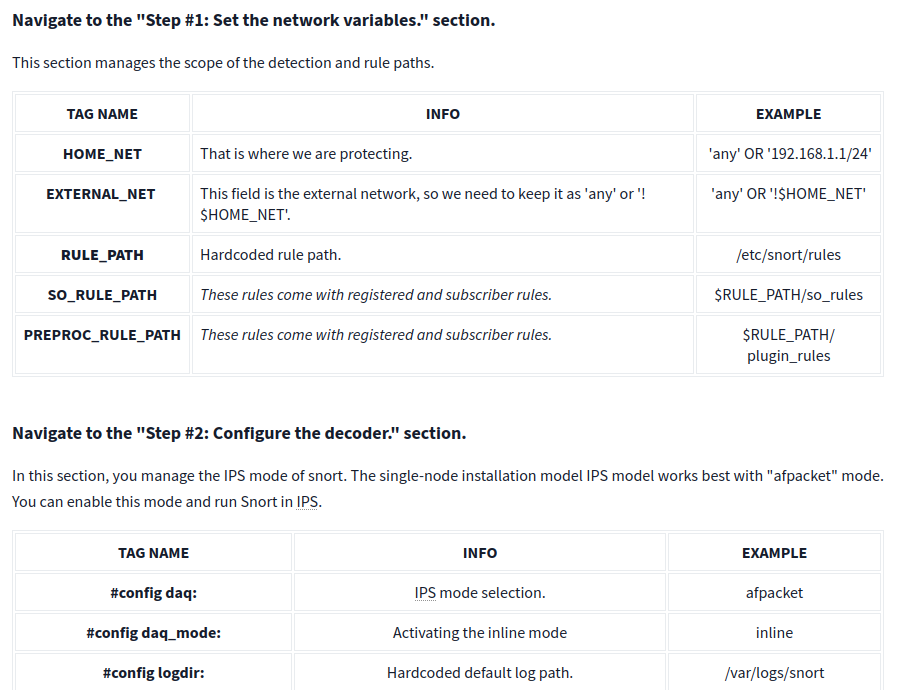 Navigate to the "Step #1: Set the network variables." section.
This section manages the scope of the detection and rule paths.
TAG NAME INFO EXAMPLE
HOME_NET That is where we are protecting. 'any' OR '192.168.1.1/24'
EXTERNAL_NET This field is the external network, so we need to keep it as 'any' or '! 'any' OR '!$HOME_NET'
$HOME_NET'.
RULE_PATH Hardcoded rule path. /etc/snort/rules
SO_RULE_PATH These rules come with registered and subscriber rules. $RULE_PATH/so_rules
PREPROC_RULE_PATH These rules come with registered and subscriber rules. $RULE_PATH/
plugin_rules
Navigate to the "Step #2: Configure the decoder." section.
In this section, you manage the IPS mode of snort. The single-node installation model IPS model works best with "afpacket" mode.
You can enable this mode and run Snort in IPS.
TAG NAME INFO EXAMPLE
#config daq: IPS mode selection. afpacket
#config daq_mode: Activating the inline mode inline
#config logdir: Hardcoded default log path. /var/logs/snort